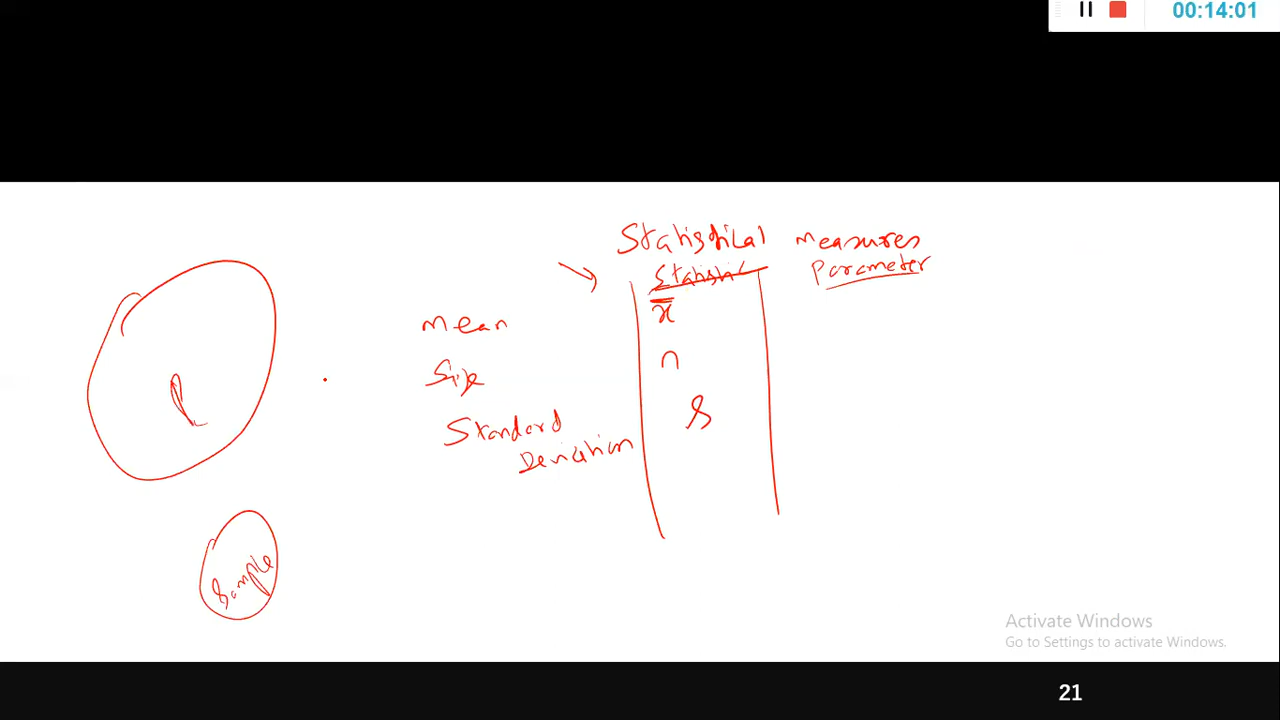 00:14:01
Statistical Measures
Statistic Parameter
Mean x̄
Size n
Standard s
Deviation
P
Sample
Activate Windows
Go to Settings to activate Windows.
21